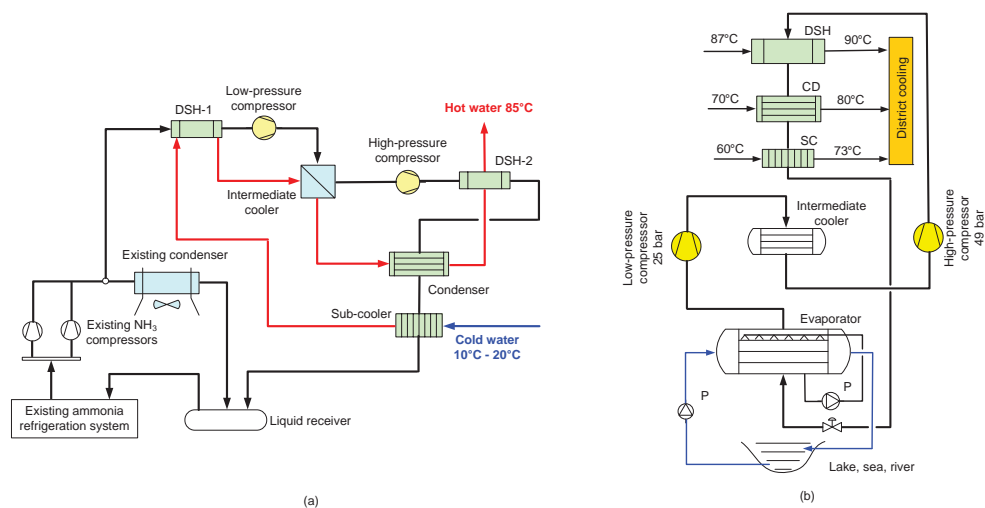 Low-pressure
compressor
DSH-1
Hot water 85°C
High-pressure
compressor
DSH-2
Intermediate
cooler
Existing condenser
Condenser
Sub-cooler
Existing NH3
compressors
Cold water
10°C - 20°C
Existing ammonia
refrigeration system
Liquid receiver
(a)
DSH
87°C
90°C
CD
70°C
80°C
SC
60°C
73°C
District cooling
Intermediate
cooler
Low-pressure
compresssor
25 bar
High-pressure
compressor
49 bar
Evaporator
P
P
Lake, sea, river
(b)